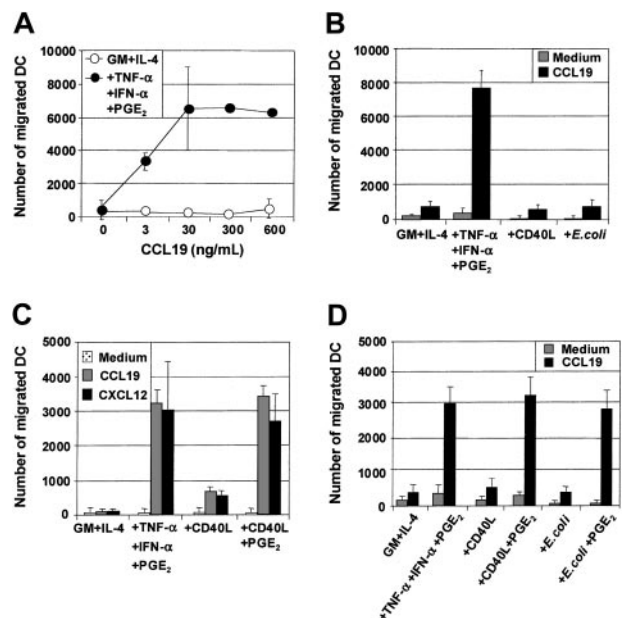 A
GM+IL-4
+TNF-α
+IFN-α
+PGE2
Number of migrated DC
10000
8000
6000
4000
2000
0
0 3 30 300 600
CCL19 (ng/mL)
B
Medium
CCL19
Number of migrated DC
10000
8000
6000
4000
2000
0
GM+IL-4 +TNF-α +CD40L +E.coli
+IFN-α
+PGE2
C
Medium
CCL19
CXCL12
Number of migrated DC
5000
4000
3000
2000
1000
0
GM+IL-4 +TNF-α +CD40L +CD40L
+IFN-α +PGE2
+PGE2
D
Medium
CCL19
Number of migrated DC
5000
4000
3000
2000
1000
0
GM+IL-4
+TNF-α +IFN-α +PGE2
+CD40L
+CD40L+PGE2
+E.coli
+E.coli +PGE2